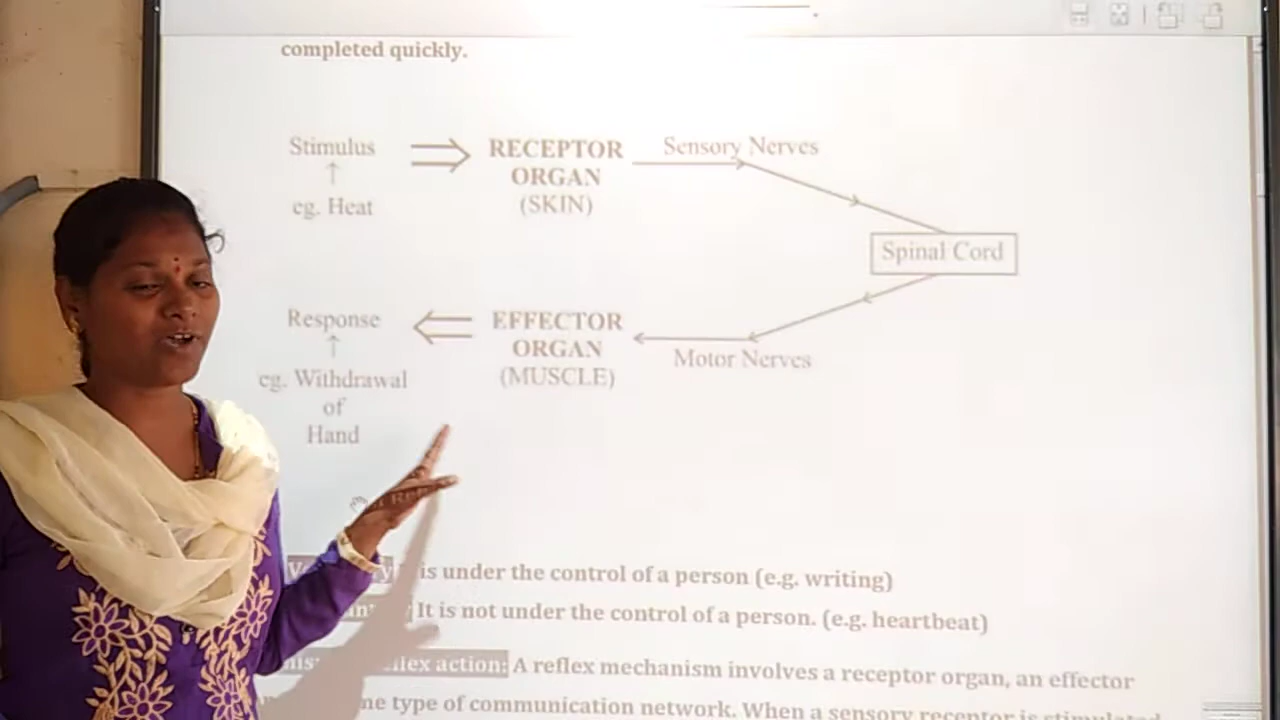 completed quickly.
Stimulus
↑
eg. Heat
RECEPTOR
ORGAN
(SKIN)
Sensory Nerves
Spinal Cord
Response
↑
eg. Withdrawal
of
Hand
EFFECTOR
ORGAN
(MUSCLE)
Motor Nerves
is under the control of a person (e.g. writing)
It is not under the control of a person. (e.g. heartbeat)
action: A reflex mechanism involves a receptor organ, an effector
type of communication network. When a sensory receptor is stimulated